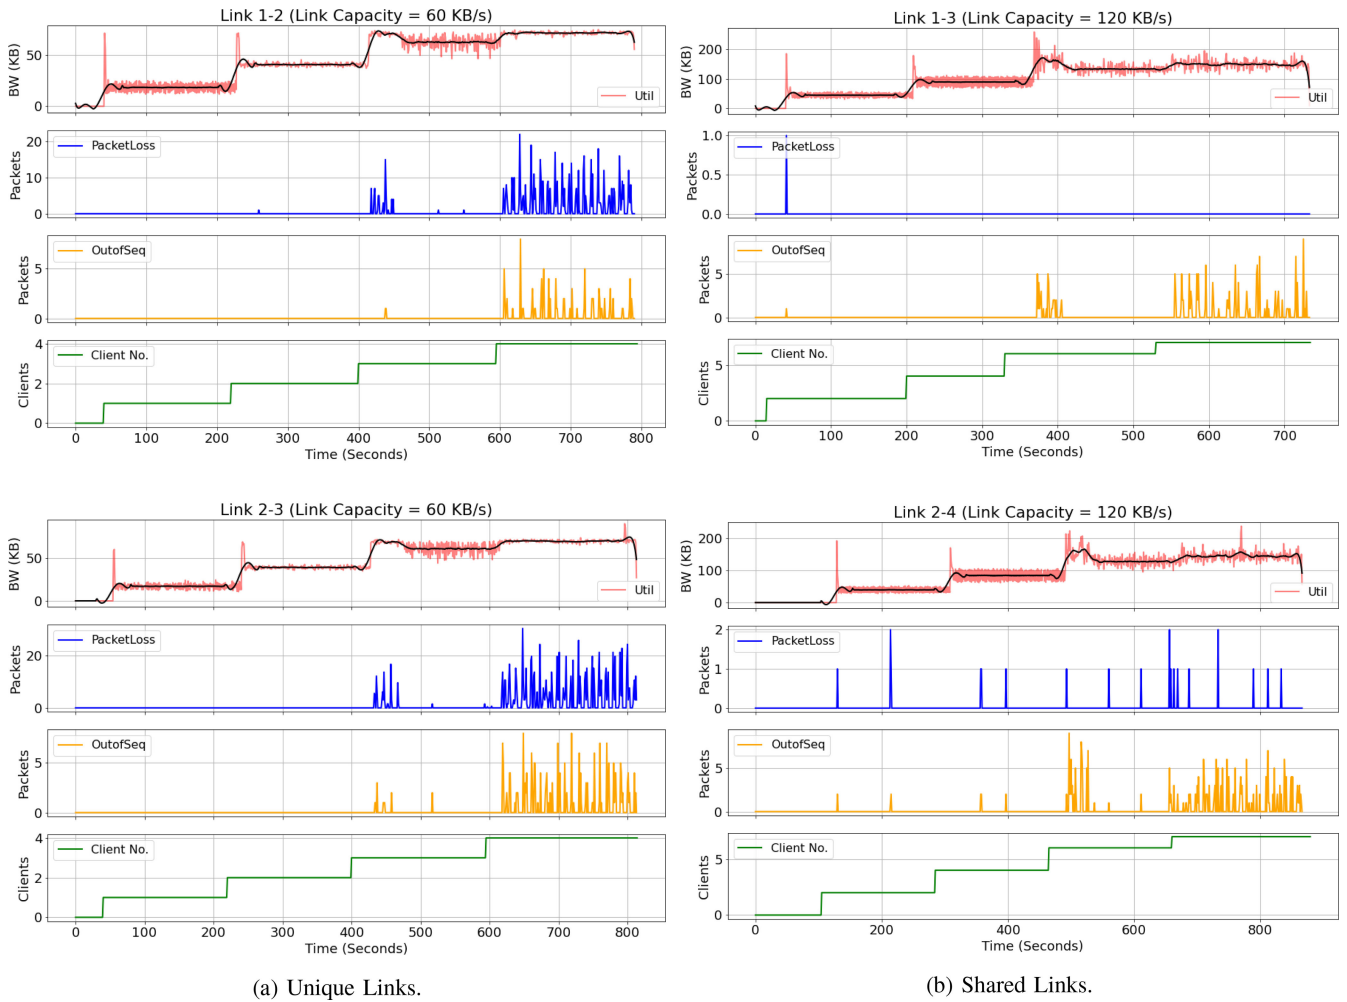 Link 1-2 (Link Capacity = 60 KB/s)
BW (KB)
50
0
Util
Packets
20
10
0
PacketLoss
Packets
5
0
OutofSeq
Clients
4
2
0
Client No.
0 100 200 300 400 500 600 700 800
Time (Seconds)
Link 1-3 (Link Capacity = 120 KB/s)
BW (KB)
200
100
0
Util
Packets
1.0
0.5
0.0
PacketLoss
Packets
5
0
OutofSeq
Clients
5
0
Client No.
0 100 200 300 400 500 600 700
Time (Seconds)
Link 2-3 (Link Capacity = 60 KB/s)
BW (KB)
50
0
Util
Packets
20
0
PacketLoss
Packets
5
0
OutofSeq
Clients
4
2
0
Client No.
0 100 200 300 400 500 600 700 800
Time (Seconds)
Link 2-4 (Link Capacity = 120 KB/s)
BW (KB)
200
100
0
Util
Packets
2
1
0
PacketLoss
Packets
5
0
OutofSeq
Clients
5
0
Client No.
0 200 400 600 800
Time (Seconds)
(a) Unique Links.
(b) Shared Links.